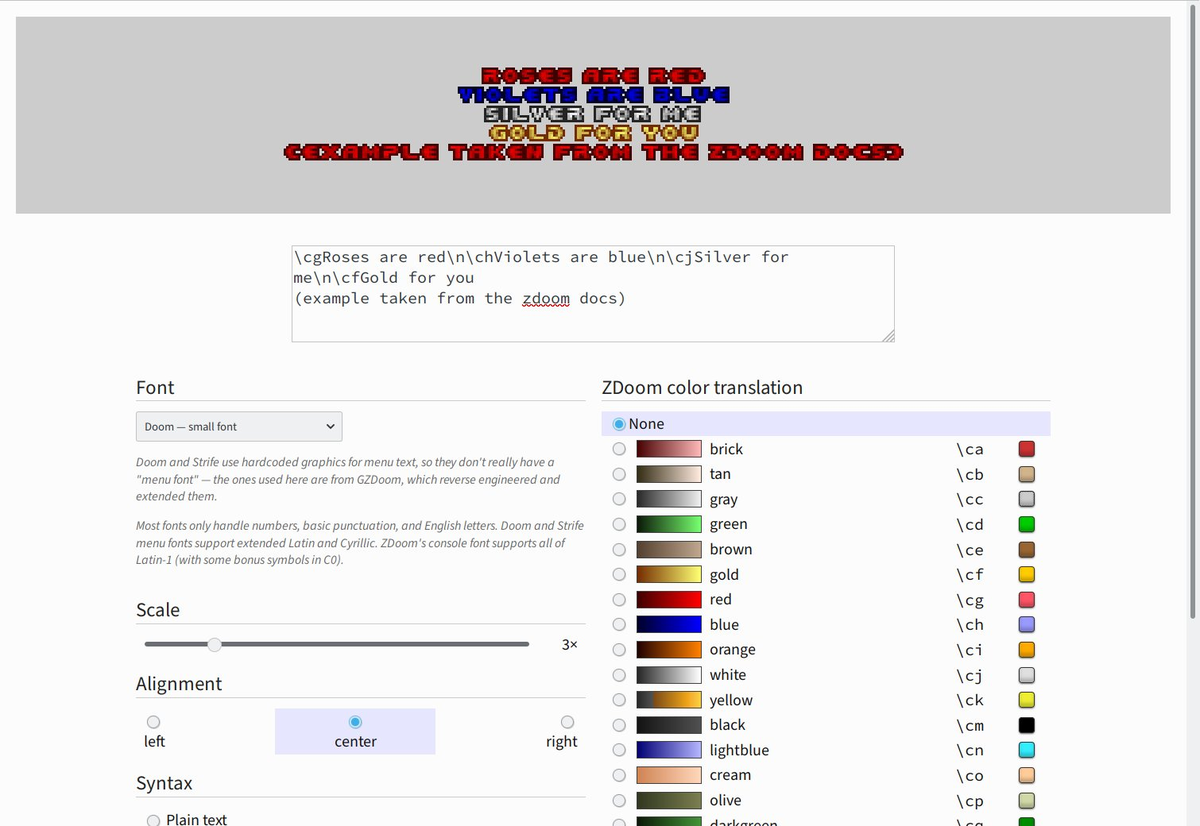 ROSES ARE RED
VIOLETS ARE BLUE
SILVER FOR ME
GOLD FOR YOU
(EXAMPLE TAKEN FROM THE ZDOOM DOCS)
\cgRoses are red\n\chViolets are blue\n\cjSilver for
me\n\cfGold for you
(example taken from the zdoom docs)
Font
Doom — small font
Doom and Strife use hardcoded graphics for menu text, so they don't really have a
"menu font" — the ones used here are from GZDoom, which reverse engineered and
extended them.
Most fonts only handle numbers, basic punctuation, and English letters. Doom and Strife
menu fonts support extended Latin and Cyrillic. ZDoom's console font supports all of
Latin-1 (with some bonus symbols in C0).
Scale
3×
Alignment
left
center
right
Syntax
Plain text
ZDoom color translation
None
brick \ca
tan \cb
gray \cc
green \cd
brown \ce
gold \cf
red \cg
blue \ch
orange \ci
white \cj
yellow \ck
black \cm
lightblue \cn
cream \co
olive \cp
darkgreen \cq